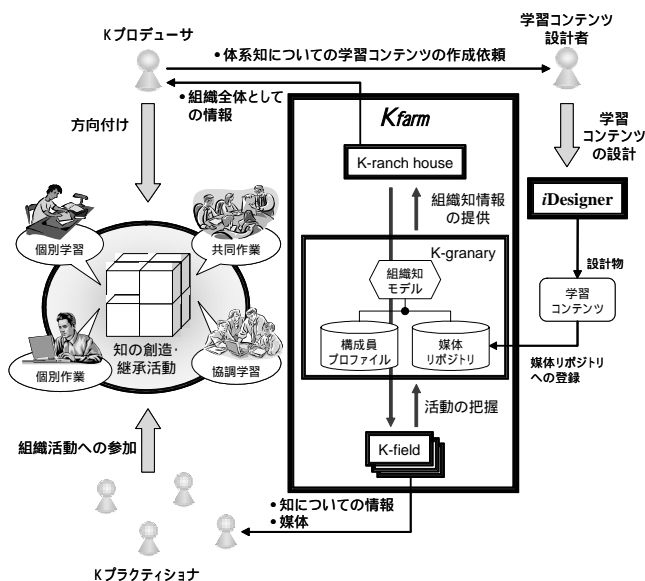 Kプロデューサ
学習コンテンツ
設計者
•体系知についての学習コンテンツの作成依頼
•組織全体として
の情報
方向付け
Kfarm
学習
コンテンツ
の設計
K-ranch house
組織知情報
の提供
iDesigner
個別学習
共同作業
K-granary
組織知
モデル
設計物
学習
コンテンツ
構成員
プロファイル
媒体
リポジトリ
知の創造・
継承活動
個別作業
協調学習
媒体リポジトリ
への登録
活動の把握
組織活動への参加
K-field
•知についての情報
•媒体
Kプラクティショナ